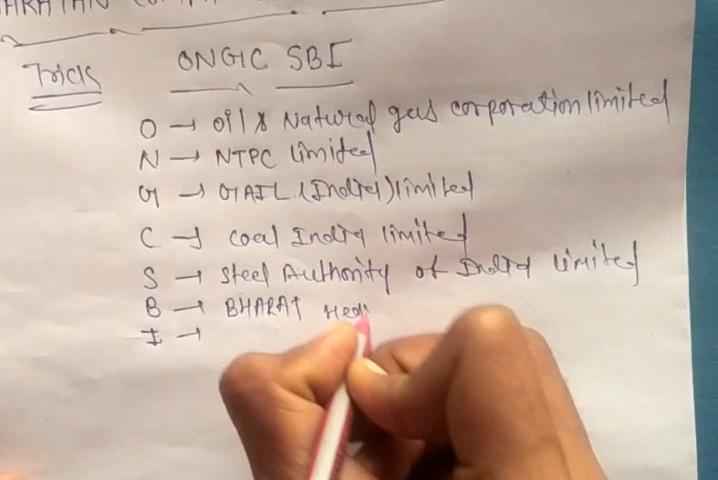 Tricks ONGC SBI
O → Oil & Natural gas corporation limited
N → NTPC limited
G → GAIL (India) limited
C → coal India limited
S → Steel Authority of India limited
B → BHARAT
I →